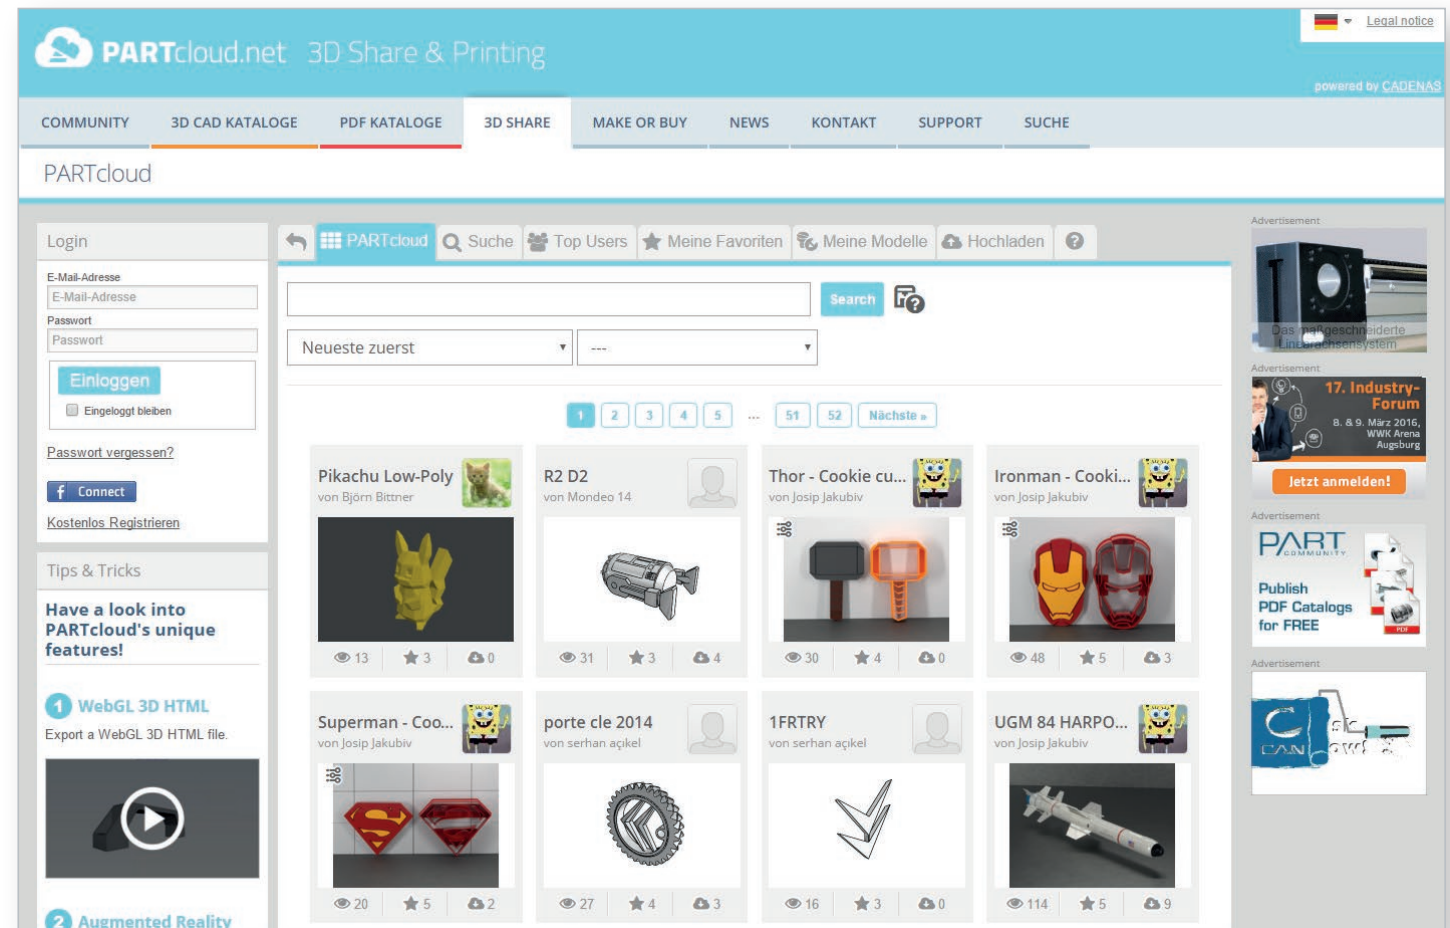 Legal notice
PARTcloud.net 3D Share & Printing
powered by CADENAS
COMMUNITY 3D CAD KATALOGE PDF KATALOGE 3D SHARE MAKE OR BUY NEWS KONTAKT SUPPORT SUCHE
PARTcloud
Login
E-Mail-Adresse
E-Mail-Adresse
Passwort
Passwort
Einloggen
Eingeloggt bleiben
Passwort vergessen?
f Connect
Kostenlos Registrieren
Tips & Tricks
Have a look into
PARTcloud's unique
features!
1 WebGL 3D HTML
Export a WebGL 3D HTML file.
2 Augmented Reality
PARTcloud Suche Top Users Meine Favoriten Meine Modelle Hochladen ?
Search
Neueste zuerst ---
1 2 3 4 5 ... 51 52 Nächste »
Pikachu Low-Poly
von Björn Bittner
13 3 0
R2 D2
von Mondeo 14
31 3 4
Thor - Cookie cu...
von Josip Jakubiv
30 4 0
Ironman - Cooki...
von Josip Jakubiv
48 5 3
Superman - Coo...
von Josip Jakubiv
20 5 2
porte cle 2014
von serhan açıkel
27 4 3
1FRTRY
von serhan açıkel
16 3 0
UGM 84 HARPO...
von Josip Jakubiv
114 5 9
Advertisement
Das maßgeschneiderte
Linearachsensystem
Advertisement
17. Industry-
Forum
8. & 9. März 2016,
WWK Arena
Augsburg
Jetzt anmelden!
Advertisement
PART
COMMUNITY
Publish
PDF Catalogs
for FREE
PDF
Advertisement
C
CAN